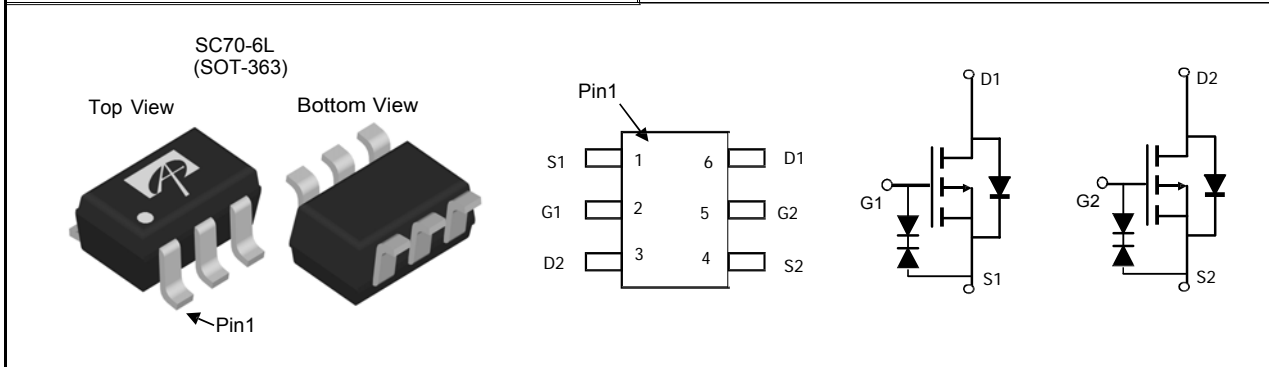 SC70-6L
(SOT-363)
Top View
Bottom View
Pin1
Pin1
S1 1 6 D1
G1 2 5 G2
D2 3 4 S2
D1
G1
S1
D2
G2
S2